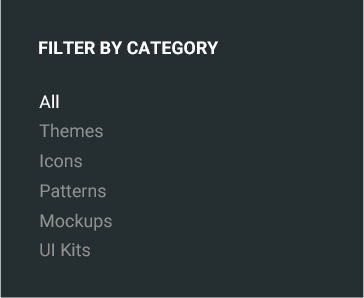 FILTER BY CATEGORY
All
Themes
Icons
Patterns
Mockups
UI Kits